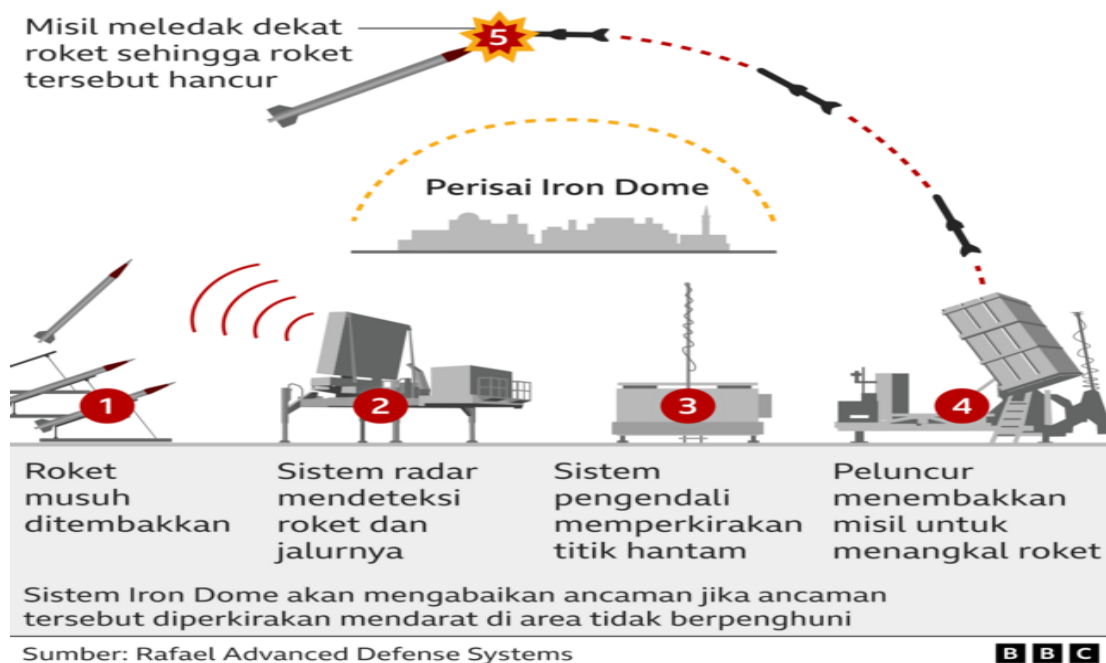 Misil meledak dekat
roket sehingga roket
tersebut hancur
5
Perisai Iron Dome
1
2
3
4
Roket
musuh
ditembakkan
Sistem radar
mendeteksi
roket dan
jalurnya
Sistem
pengendali
memperkirakan
titik hantam
Peluncur
menembakkan
misil untuk
menangkal roket
Sistem Iron Dome akan mengabaikan ancaman jika ancaman
tersebut diperkirakan mendarat di area tidak berpenghuni
Sumber: Rafael Advanced Defense Systems
BBC